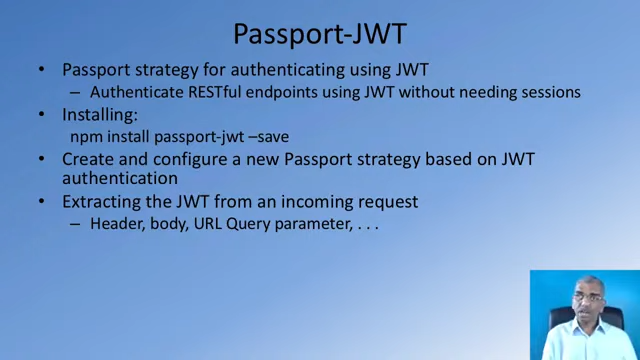 Passport-JWT
• Passport strategy for authenticating using JWT
– Authenticate RESTful endpoints using JWT without needing sessions
• Installing:
npm install passport-jwt –save
• Create and configure a new Passport strategy based on JWT
authentication
• Extracting the JWT from an incoming request
– Header, body, URL Query parameter, . . .